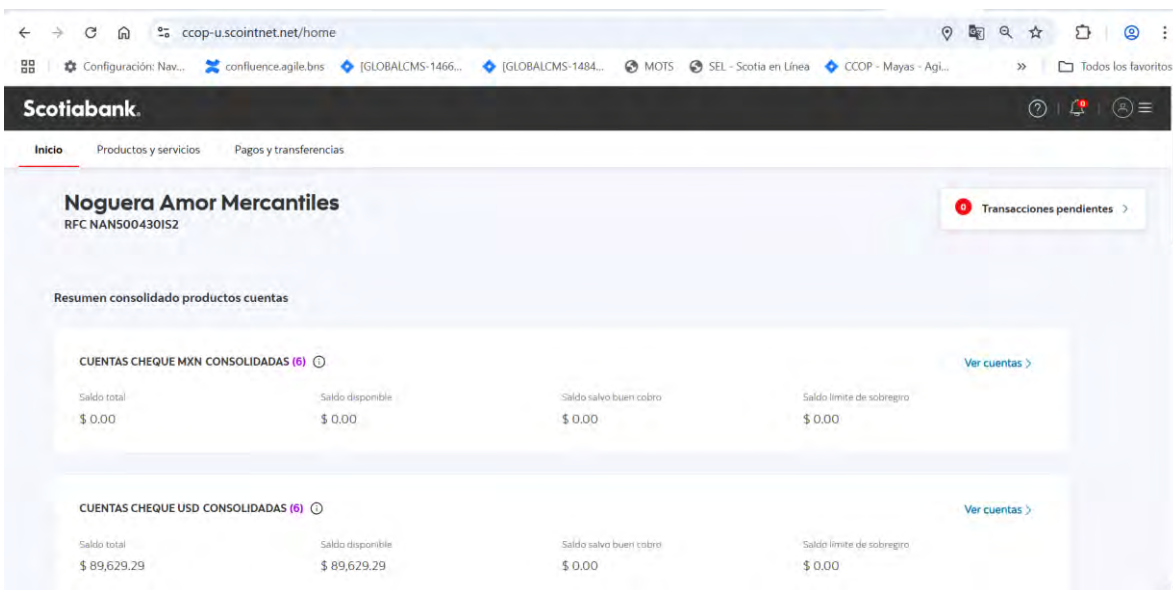 ccop-u.scointnet.net/home
Configuración: Nav... confluence.agile.bns [GLOBALCMS-1466... [GLOBALCMS-1484... MOTS SEL - Scotia en Línea CCOP - Mayas - Agi... » Todos los favoritos
Scotiabank.
Inicio Productos y servicios Pagos y transferencias
Noguera Amor Mercantiles
RFC NAN500430IS2
0 Transacciones pendientes >
Resumen consolidado productos cuentas
CUENTAS CHEQUE MXN CONSOLIDADAS (6) Ver cuentas >
Saldo total Saldo disponible Saldo salvo buen cobro Saldo límite de sobregiro
$ 0.00 $ 0.00 $ 0.00 $ 0.00
CUENTAS CHEQUE USD CONSOLIDADAS (6) Ver cuentas >
Saldo total Saldo disponible Saldo salvo buen cobro Saldo límite de sobregiro
$ 89,629.29 $ 89,629.29 $ 0.00 $ 0.00